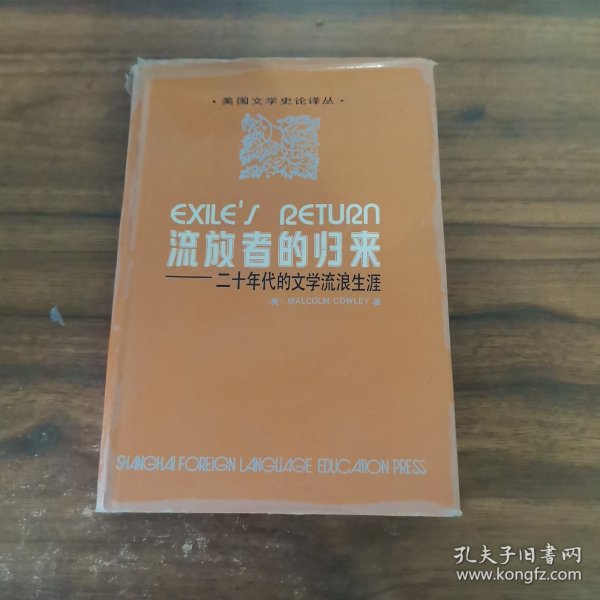 ·美国文学史论译丛·
EXILE'S RETURN
流放者的归来
——二十年代的文学流浪生涯
〔美〕MALCOLM COWLEY 著
SHANGHAI FOREIGN LANGUAGE EDUCATION PRESS
孔夫子旧书网
www.kongfz.com